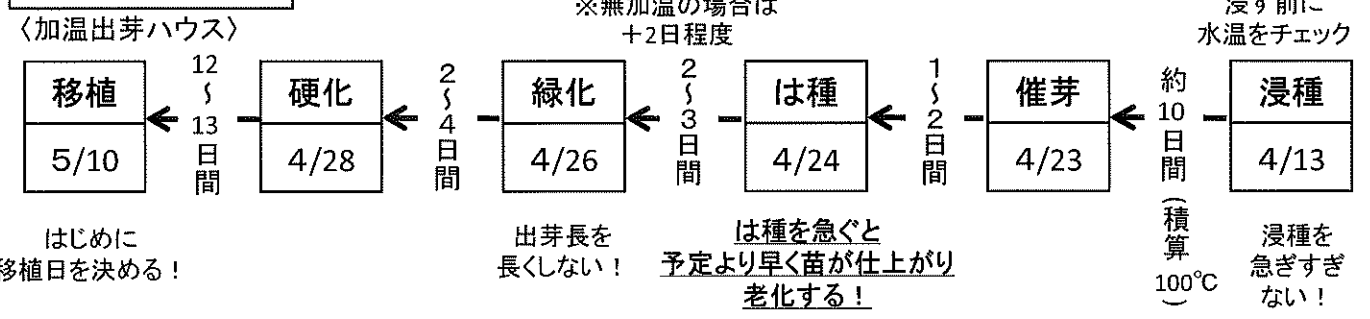 ※無加温の場合は
+2日程度
浸す前に
水温をチェック
〈加温出芽ハウス〉
移植
5/10
12～13日間
硬化
4/28
2～4日間
緑化
4/26
2～3日間
は種
4/24
1～2日間
催芽
4/23
約10日間（積算100℃）
浸種
4/13
はじめに
移植日を決める！
出芽長を
長くしない！
は種を急ぐと
予定より早く苗が仕上がり
老化する！
浸種を
急ぎすぎ
ない！